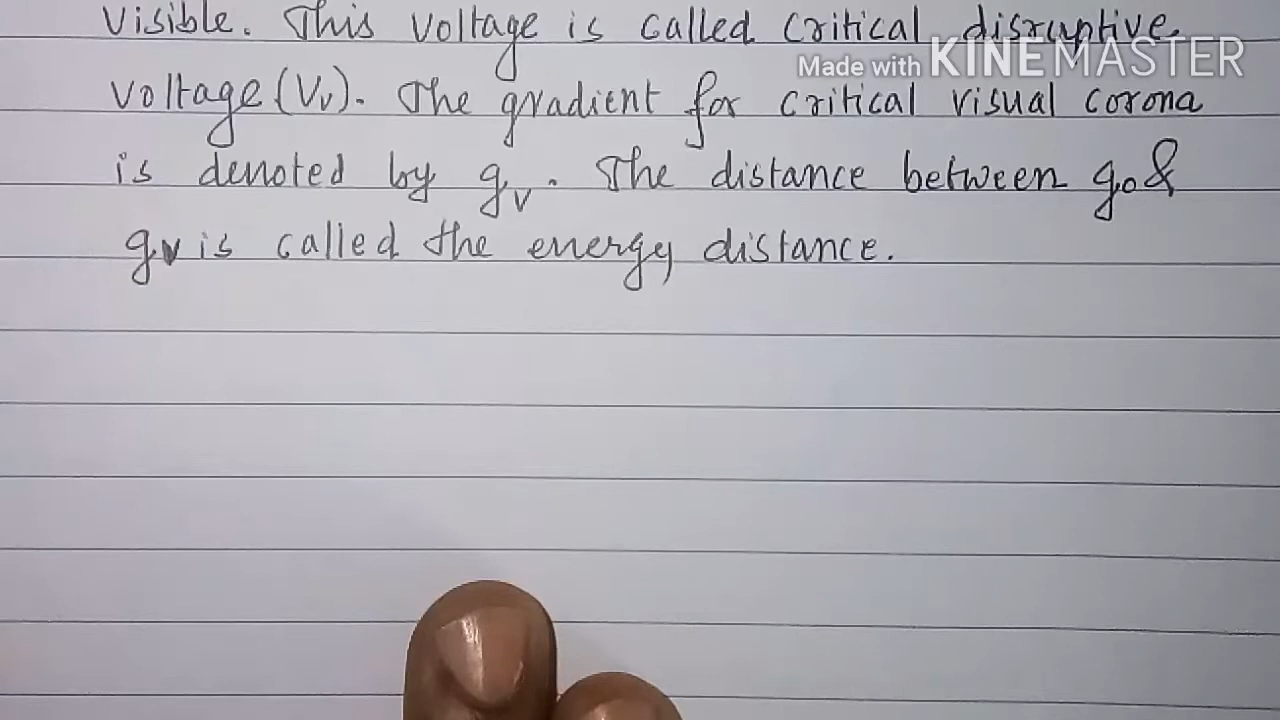 visible. This voltage is called critical disruptive
Made with KINEMASTER
voltage (Vv). The gradient for critical visual corona
is denoted by gv. The distance between g0 &
gv is called the energy distance.